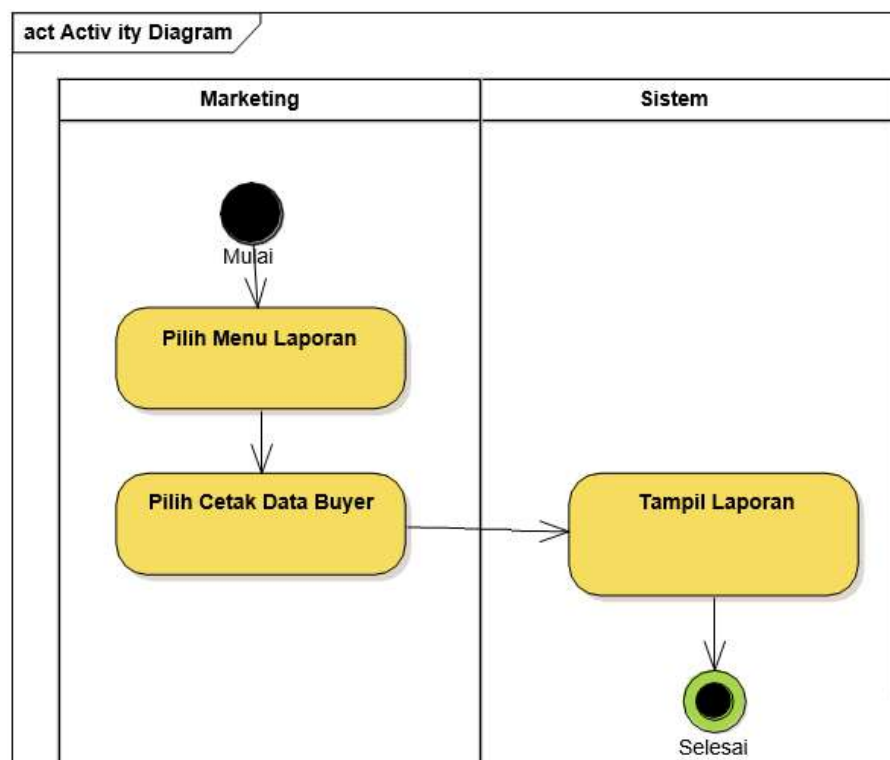 act Activ ity Diagram
Marketing
Sistem
Mulai
Pilih Menu Laporan
Pilih Cetak Data Buyer
Tampil Laporan
Selesai